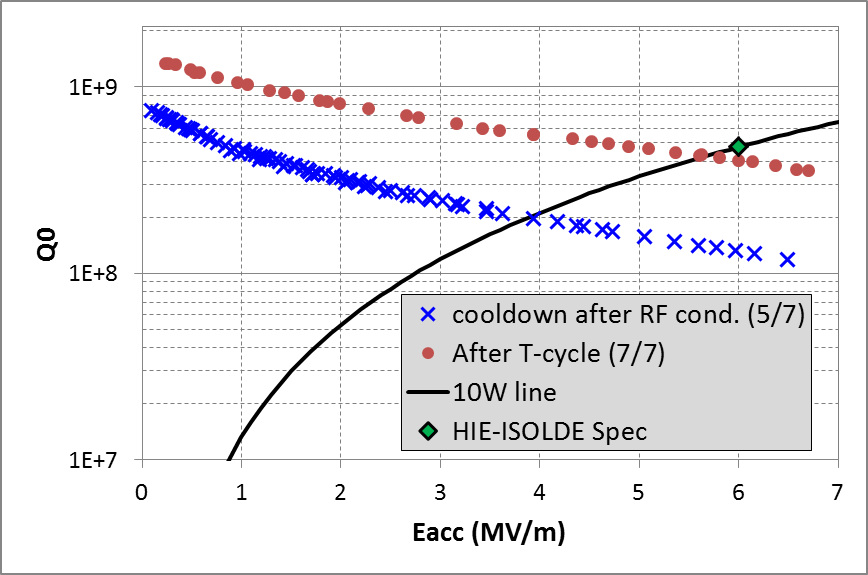 1E+9
1E+8
1E+7
Q0
0 1 2 3 4 5 6 7
Eacc (MV/m)
cooldown after RF cond. (5/7)
After T-cycle (7/7)
10W line
HIE-ISOLDE Spec